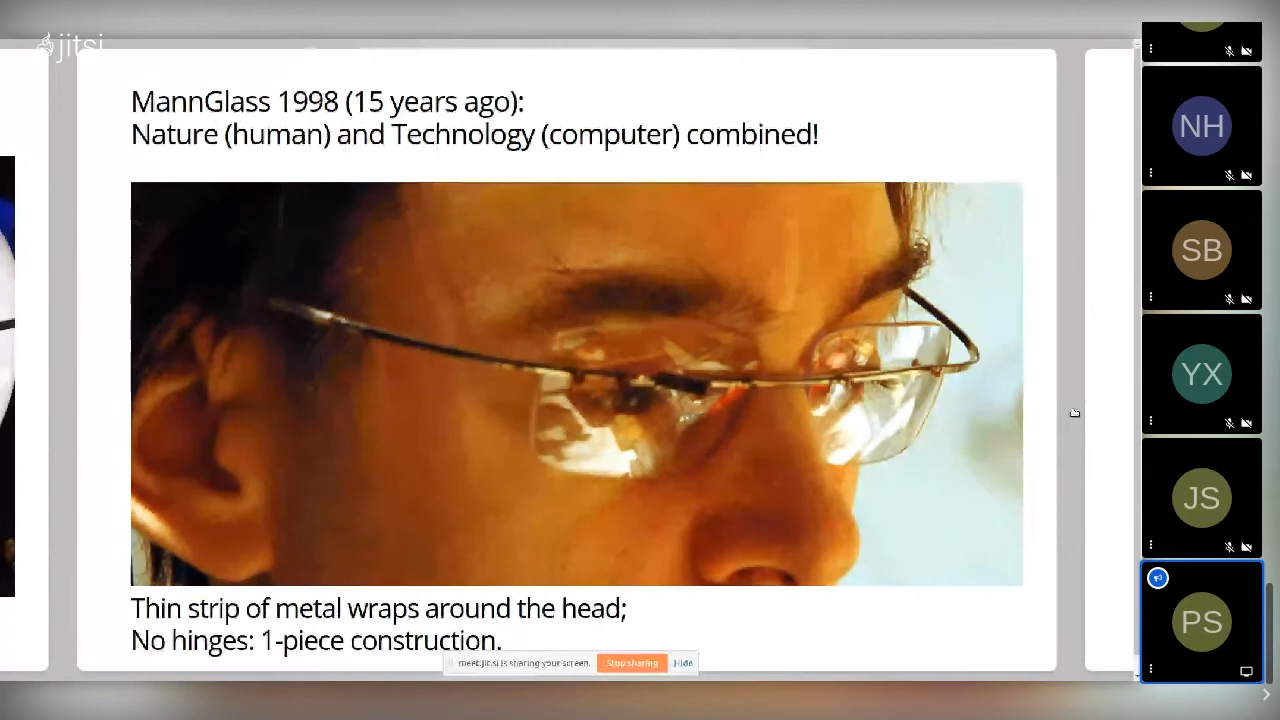 jitsi
MannGlass 1998 (15 years ago):
Nature (human) and Technology (computer) combined!
Thin strip of metal wraps around the head;
No hinges: 1-piece construction.
meet.jit.si is sharing your screen.
Stop sharing
Hide
NH
SB
YX
JS
PS